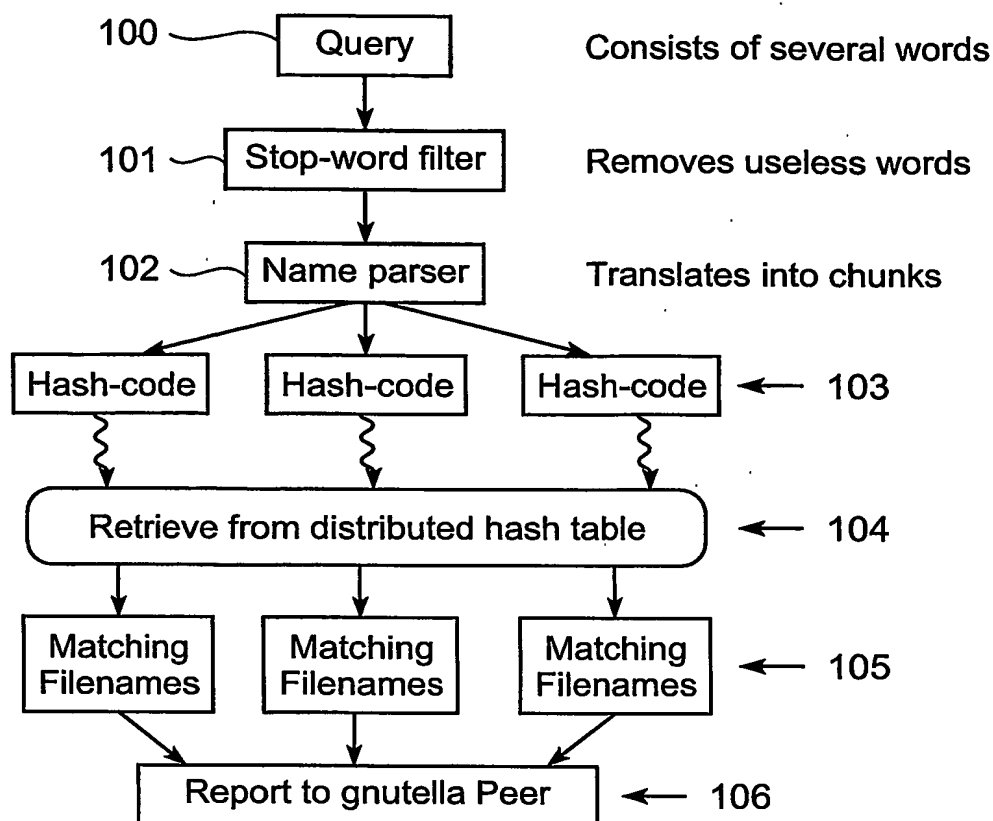 100 Query Consists of several words
101 Stop-word filter Removes useless words
102 Name parser Translates into chunks
Hash-code Hash-code Hash-code 103
Retrieve from distributed hash table 104
Matching Matching Matching
Filenames Filenames Filenames 105
Report to gnutella Peer 106